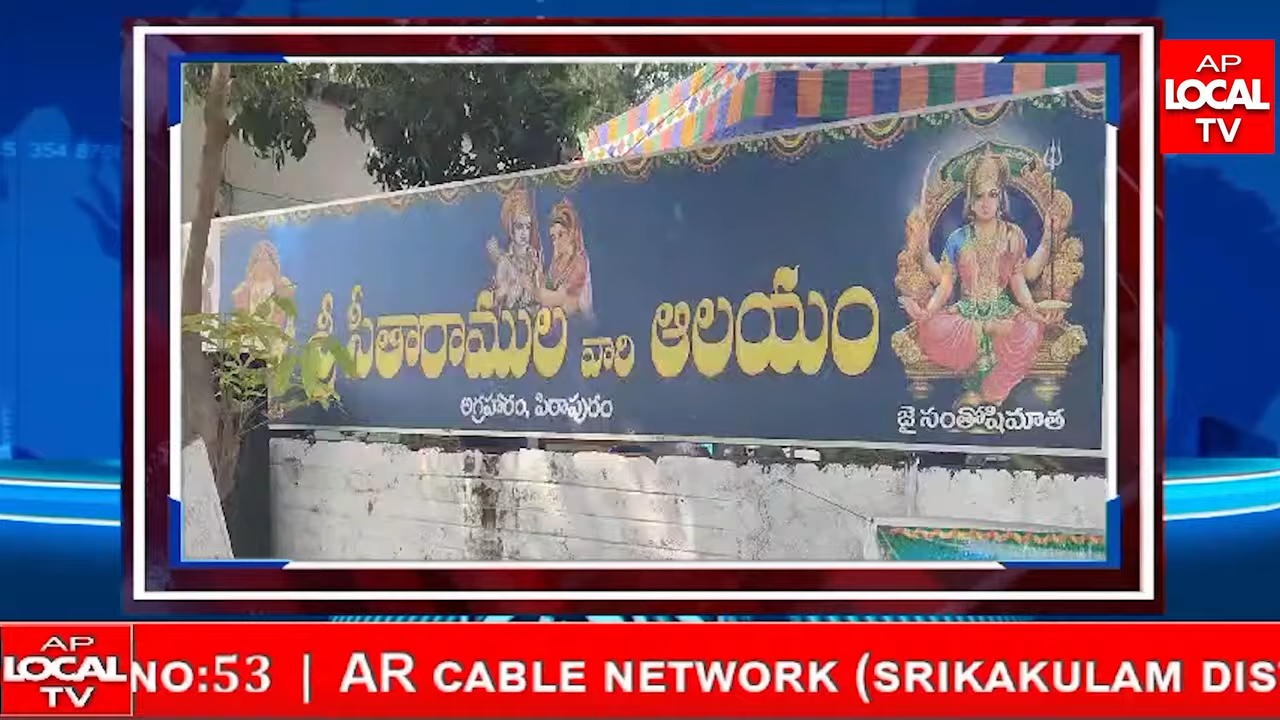 AP
LOCAL
TV
శ్రీ సీతారాముల వారి ఆలయం
అగ్రహారం, పిఠాపురం
జై సంతోషిమాత
AP
LOCAL
TV
NO:53 | AR CABLE NETWORK (SRIKAKULAM DIS